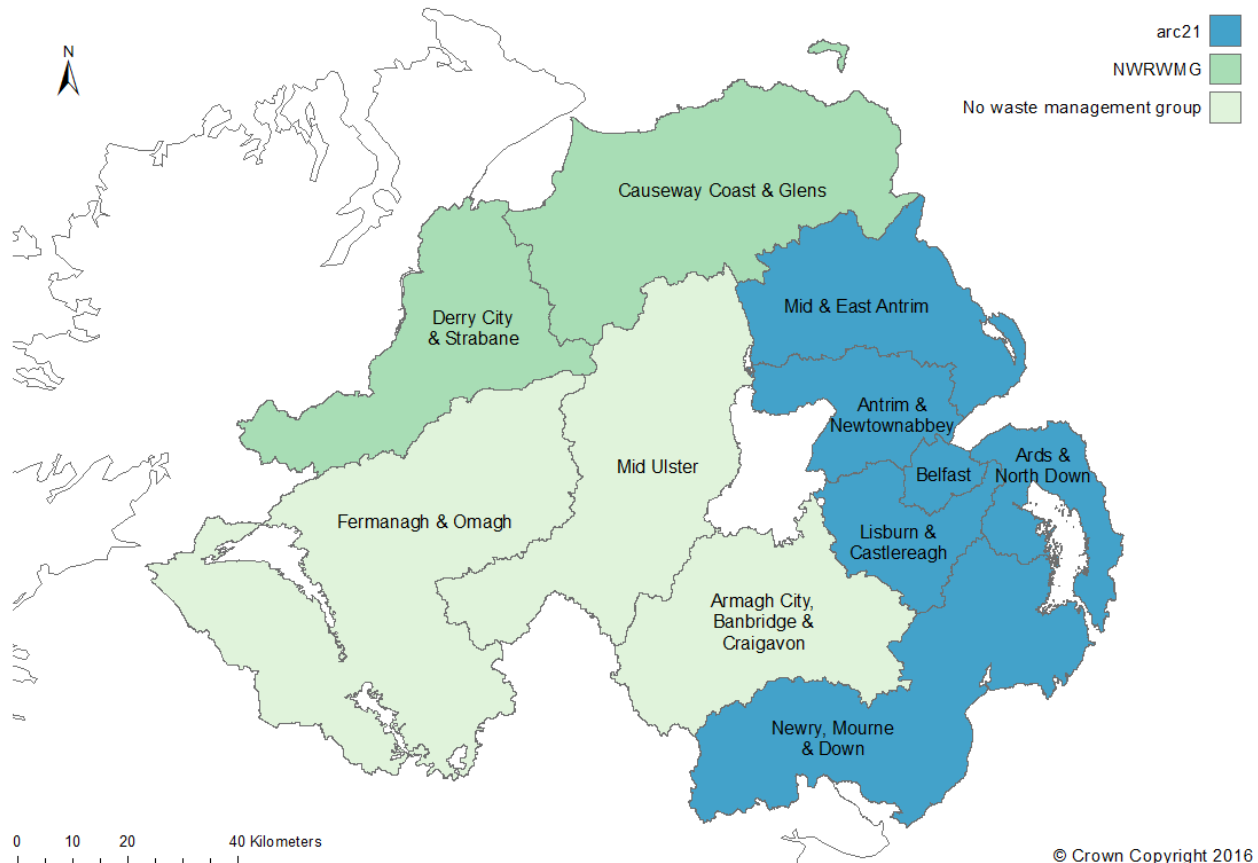 N
arc21
NWRWMG
No waste management group
Causeway Coast & Glens
Mid & East Antrim
Derry City
& Strabane
Antrim &
Newtownabbey
Ards &
North Down
Mid Ulster
Belfast
Fermanagh & Omagh
Lisburn &
Castlereagh
Armagh City,
Banbridge &
Craigavon
Newry, Mourne
& Down
0 10 20 40 Kilometers
© Crown Copyright 2016